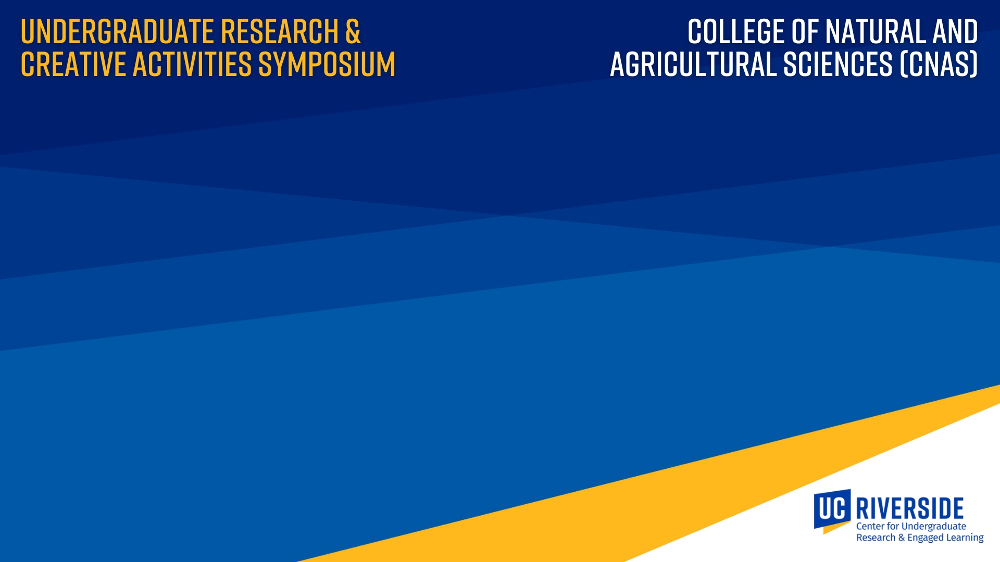 UNDERGRADUATE RESEARCH &
CREATIVE ACTIVITIES SYMPOSIUM
COLLEGE OF NATURAL AND
AGRICULTURAL SCIENCES (CNAS)
UC RIVERSIDE
Center for Undergraduate
Research & Engaged Learning